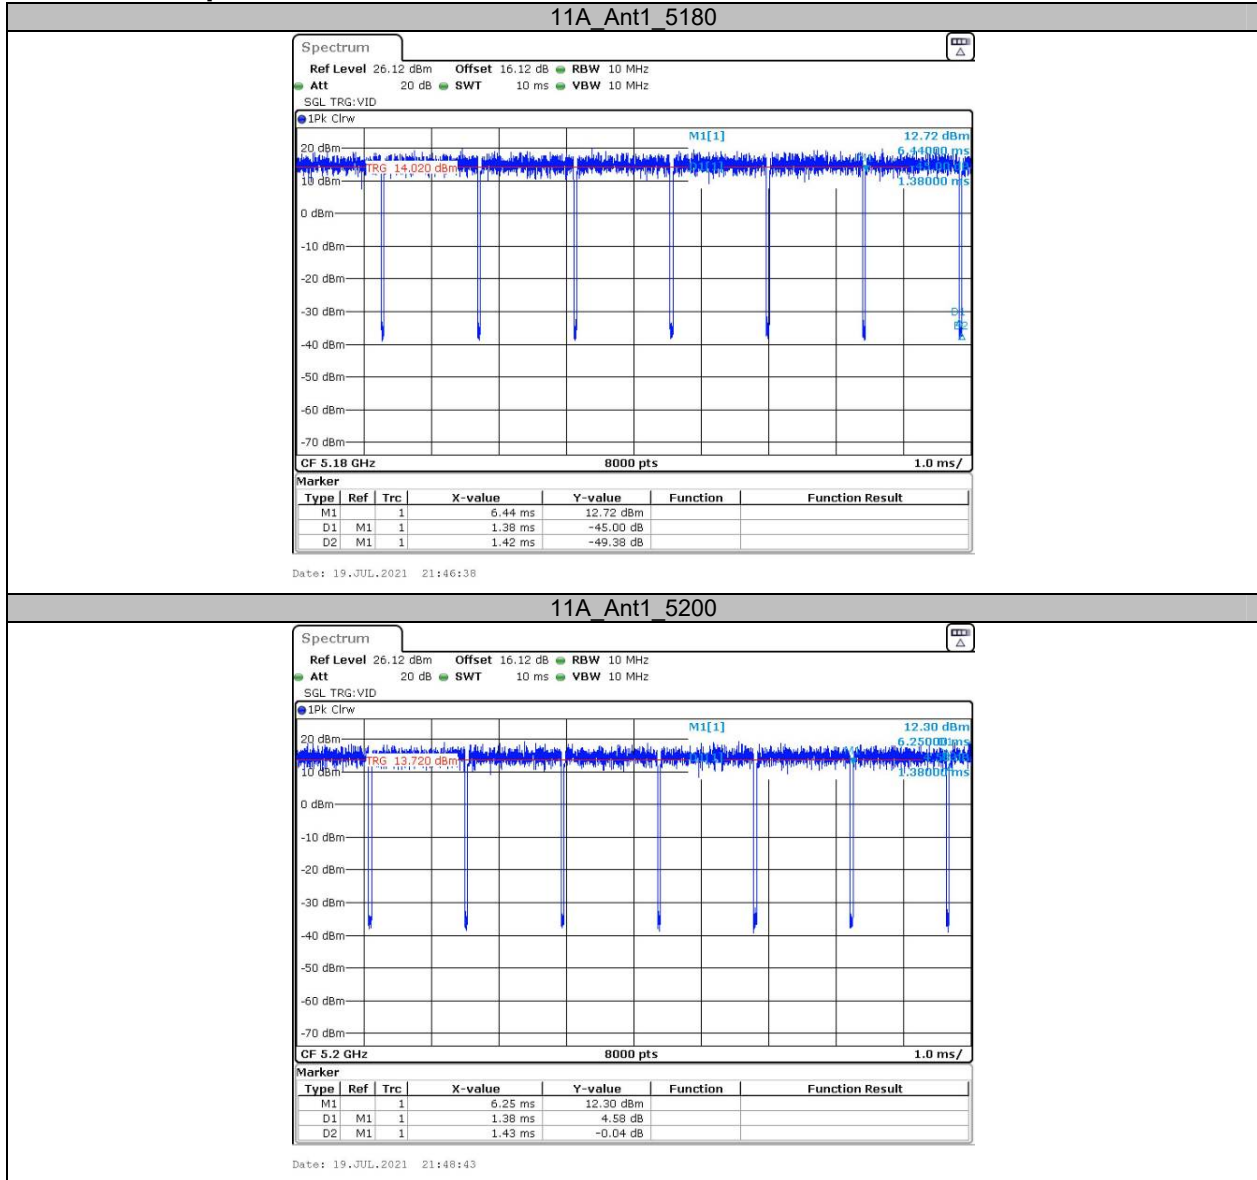 11A_Ant1_5180
Spectrum
Ref Level 26.12 dBm Offset 16.12 dB RBW 10 MHz
Att 20 dB SWT 10 ms VBW 10 MHz
SGL TRG:VID
1Pk Clrw
M1[1] 12.72 dBm
20 dBm
6.44000 ms
TRG 14.020 dBm
10 dBm
1.38000 ms
0 dBm
-10 dBm
-20 dBm
-30 dBm
D1
D2
-40 dBm
-50 dBm
-60 dBm
-70 dBm
CF 5.18 GHz 8000 pts 1.0 ms/
Marker
Type Ref Trc X-value Y-value Function Function Result
M1 1 6.44 ms 12.72 dBm
D1 M1 1 1.38 ms -45.00 dB
D2 M1 1 1.42 ms -49.38 dB
Date: 19.JUL.2021 21:46:38
11A_Ant1_5200
Spectrum
Ref Level 26.12 dBm Offset 16.12 dB RBW 10 MHz
Att 20 dB SWT 10 ms VBW 10 MHz
SGL TRG:VID
1Pk Clrw
M1[1] 12.30 dBm
20 dBm
6.25000 ms
TRG 13.720 dBm
10 dBm
1.38000 ms
0 dBm
-10 dBm
-20 dBm
-30 dBm
-40 dBm
-50 dBm
-60 dBm
-70 dBm
CF 5.2 GHz 8000 pts 1.0 ms/
Marker
Type Ref Trc X-value Y-value Function Function Result
M1 1 6.25 ms 12.30 dBm
D1 M1 1 1.38 ms 4.58 dB
D2 M1 1 1.43 ms -0.04 dB
Date: 19.JUL.2021 21:48:43